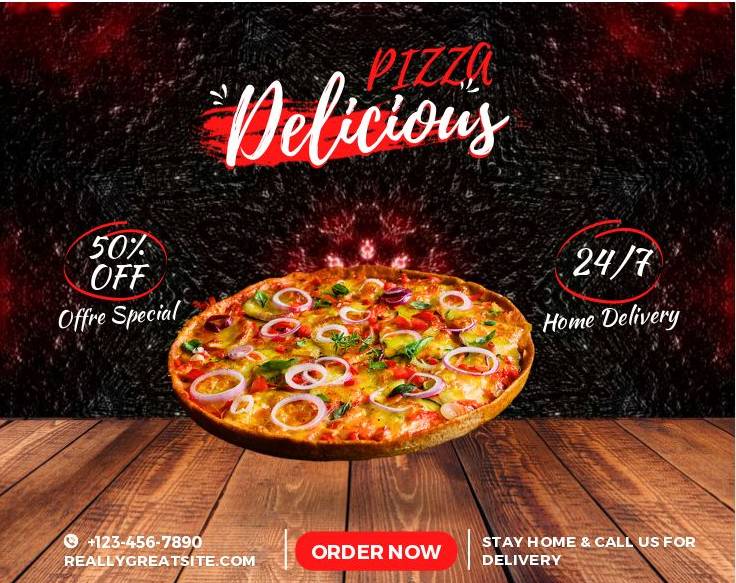 PIZZA
Delicious
50%
OFF
Offre Special
24/7
Home Delivery
+123-456-7890
REALLYGREATSITE.COM
ORDER NOW
STAY HOME & CALL US FOR
DELIVERY